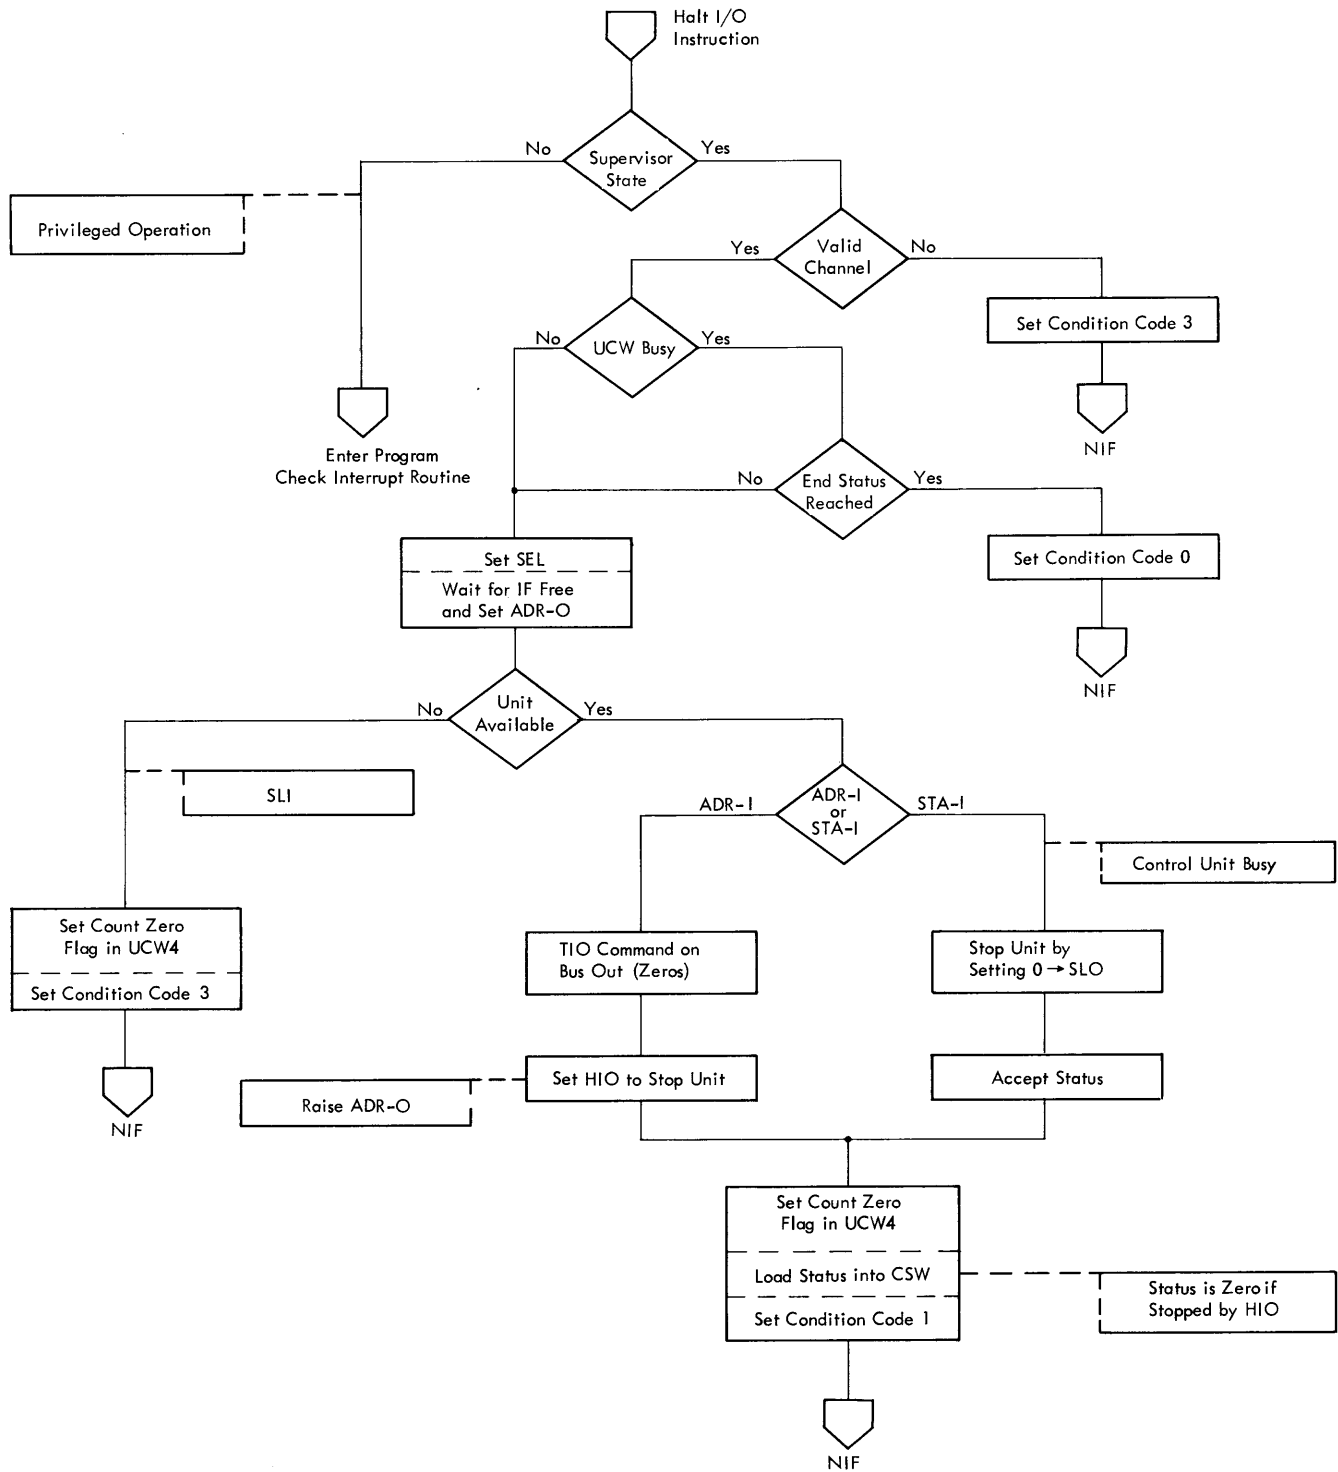 Halt I/O
Instruction
No
Supervisor
State
Yes
Privileged Operation
Yes
Valid
Channel
No
Set Condition Code 3
No
UCW Busy
Yes
NIF
Enter Program
Check Interrupt Routine
No
End Status
Reached
Yes
Set SEL
Wait for IF Free
and Set ADR-O
Set Condition Code 0
NIF
No
Unit
Available
Yes
SLI
ADR-I
ADR-I
or
STA-I
STA-I
Control Unit Busy
Set Count Zero
Flag in UCW4
Set Condition Code 3
TIO Command on
Bus Out (Zeros)
Stop Unit by
Setting 0 → SLO
Set HIO to Stop Unit
Accept Status
Raise ADR-O
NIF
Set Count Zero
Flag in UCW4
Load Status into CSW
Set Condition Code 1
Status is Zero if
Stopped by HIO
NIF